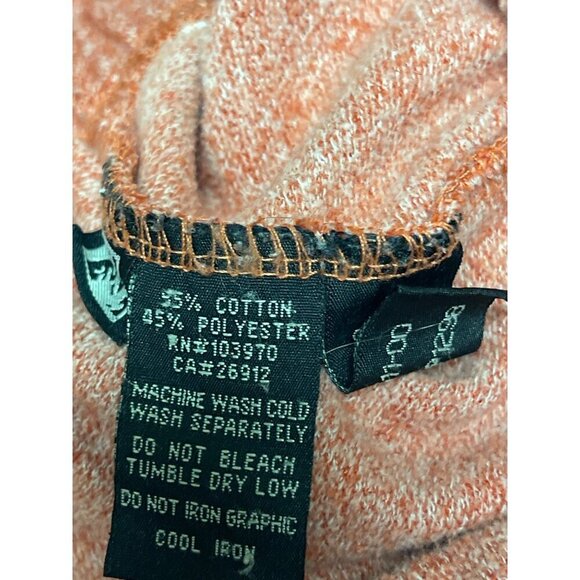 55% COTTON
45% POLYESTER
RN#103970
CA#26912
MACHINE WASH COLD
WASH SEPARATELY
DO NOT BLEACH
TUMBLE DRY LOW
DO NOT IRON GRAPHIC
COOL IRON